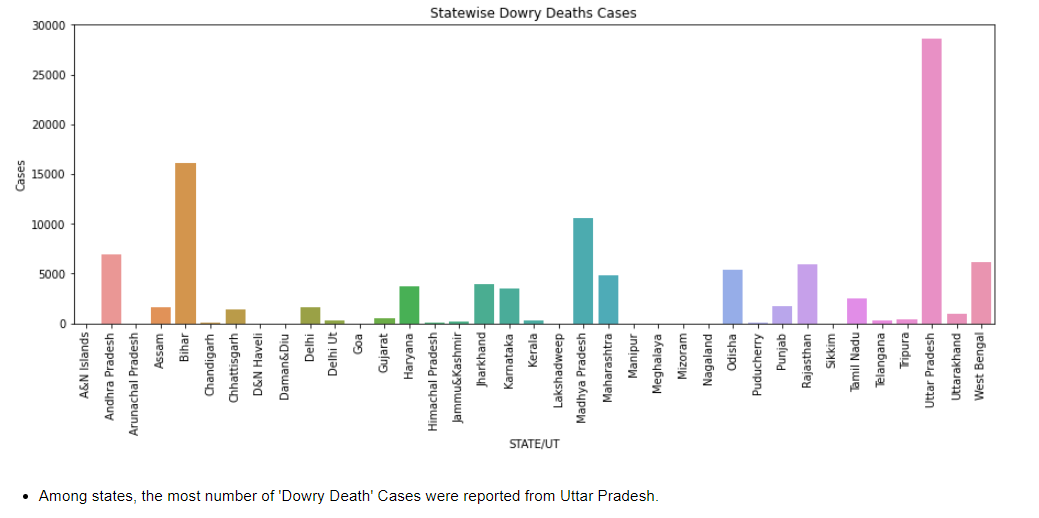 Statewise Dowry Deaths Cases
30000
25000
20000
15000
10000
5000
0
Cases
A&N Islands
Andhra Pradesh
Arunachal Pradesh
Assam
Bihar
Chandigarh
Chhattisgarh
D&N Haveli
Daman&Diu
Delhi
Delhi Ut
Goa
Gujarat
Haryana
Himachal Pradesh
Jammu&Kashmir
Jharkhand
Karnataka
Kerala
Lakshadweep
Madhya Pradesh
Maharashtra
Manipur
Meghalaya
Mizoram
Nagaland
Odisha
Puducherry
Punjab
Rajasthan
Sikkim
Tamil Nadu
Telangana
Tripura
Uttar Pradesh
Uttarakhand
West Bengal
STATE/UT
• Among states, the most number of 'Dowry Death' Cases were reported from Uttar Pradesh.